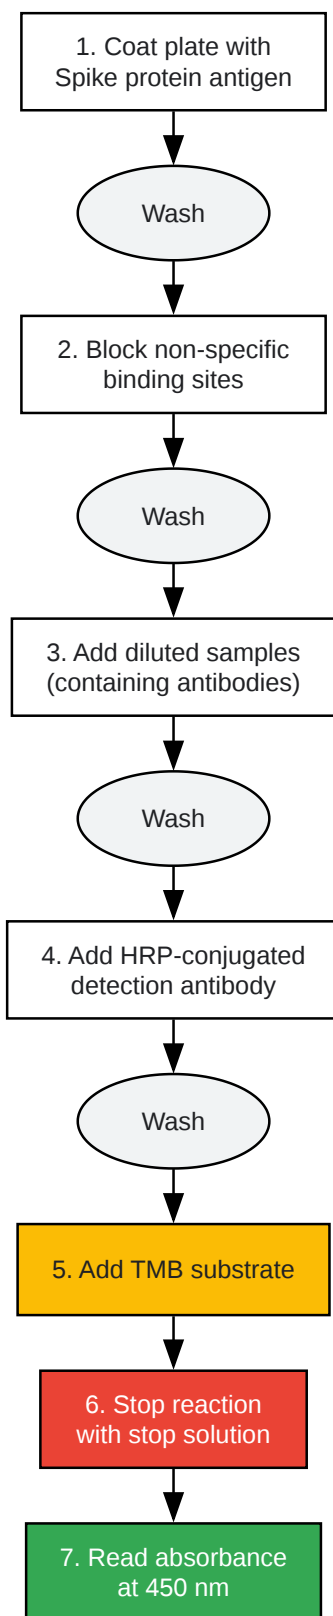 1. Coat plate with
Spike protein antigen
Wash
2. Block non-specific
binding sites
Wash
3. Add diluted samples
(containing antibodies)
Wash
4. Add HRP-conjugated
detection antibody
Wash
5. Add TMB substrate
6. Stop reaction
with stop solution
7. Read absorbance
at 450 nm